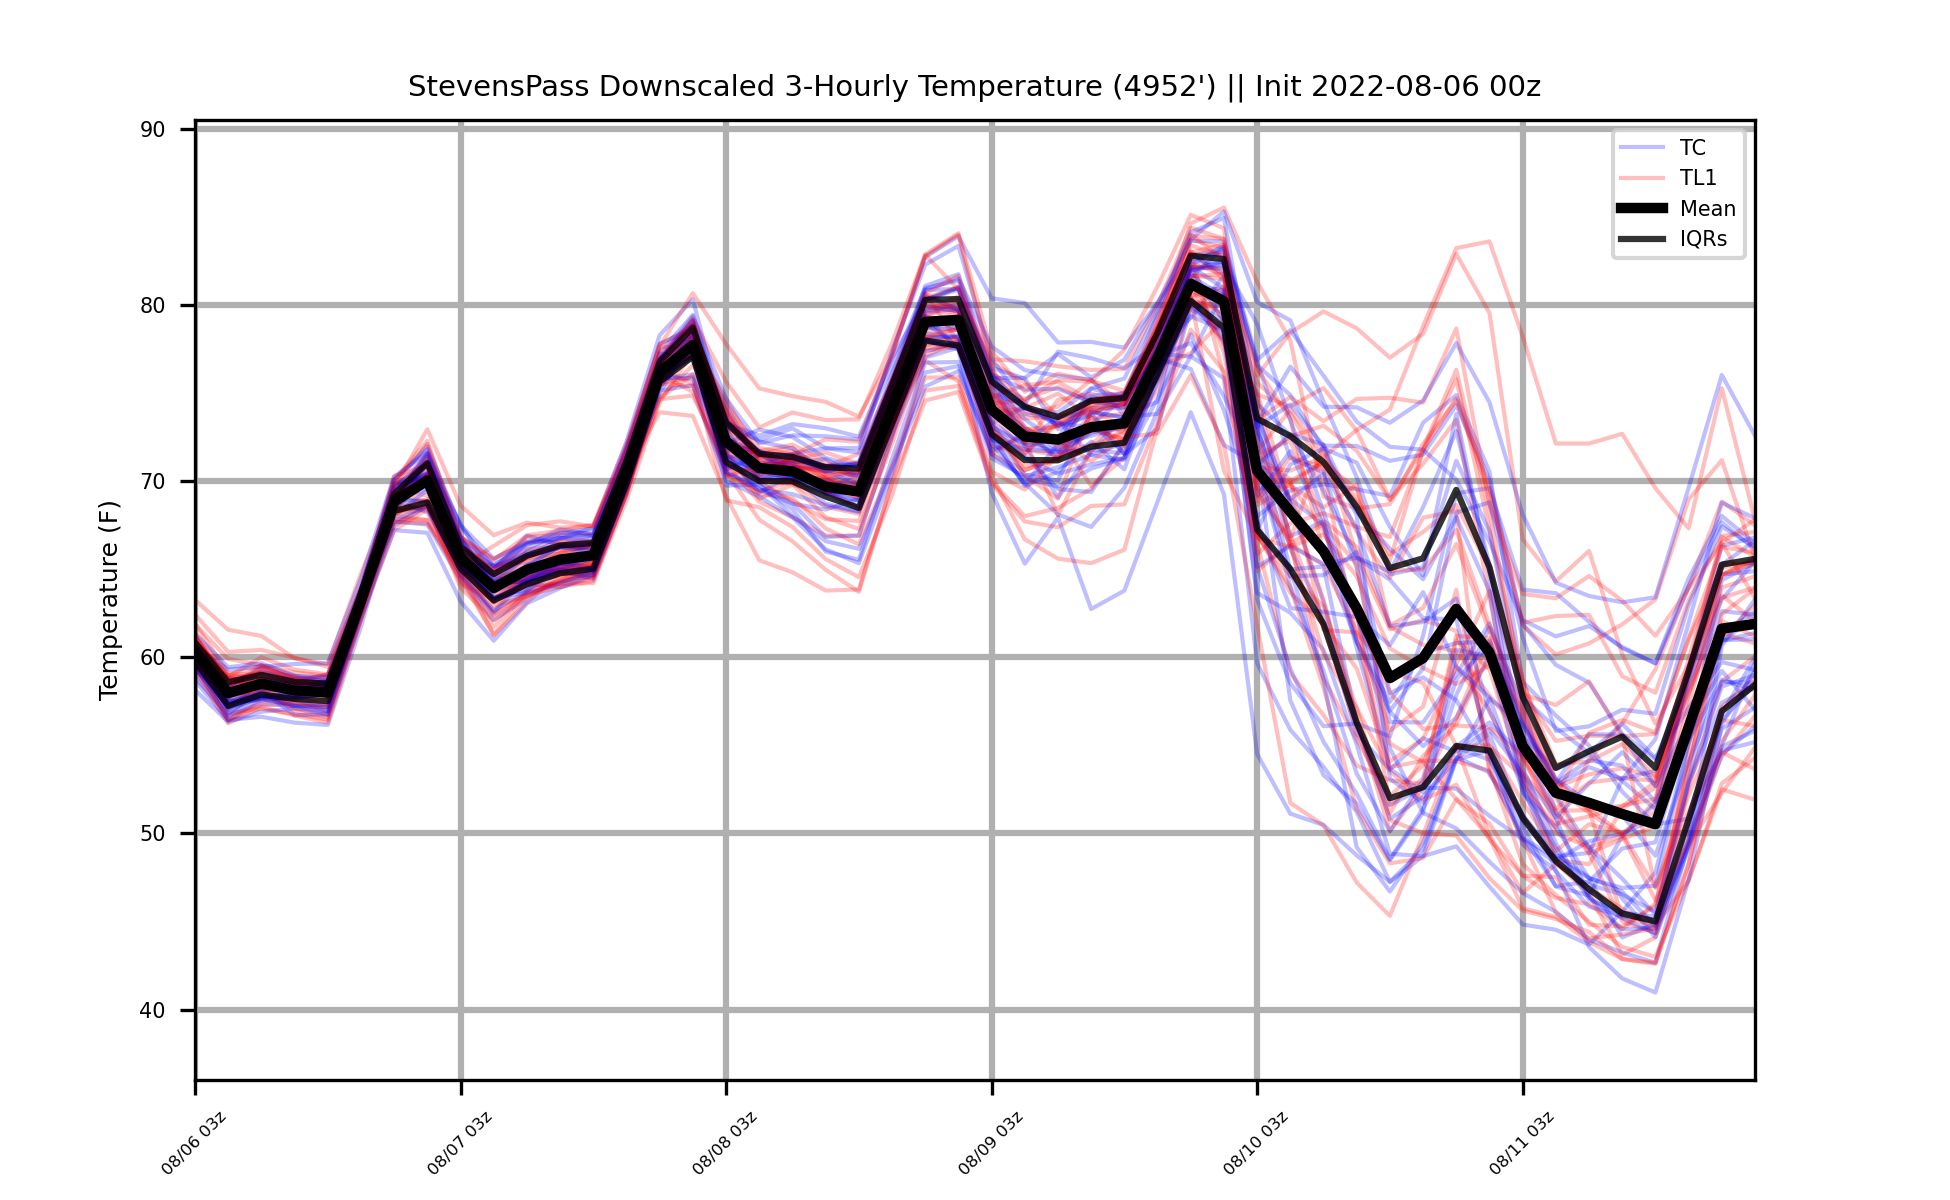 StevensPass Downscaled 3-Hourly Temperature (4952') || Init 2022-08-06 00z
TC
TL1
Mean
IQRs
Temperature (F)
90
80
70
60
50
40
08/06 03z
08/07 03z
08/08 03z
08/09 03z
08/10 03z
08/11 03z